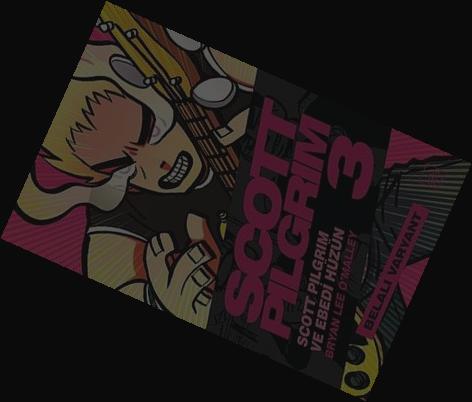 SCOTT
PILGRIM
3
SCOTT PILGRIM
VE EBEDİ HÜZÜN
BRYAN LEE O'MALLEY
BELALI VARYANT